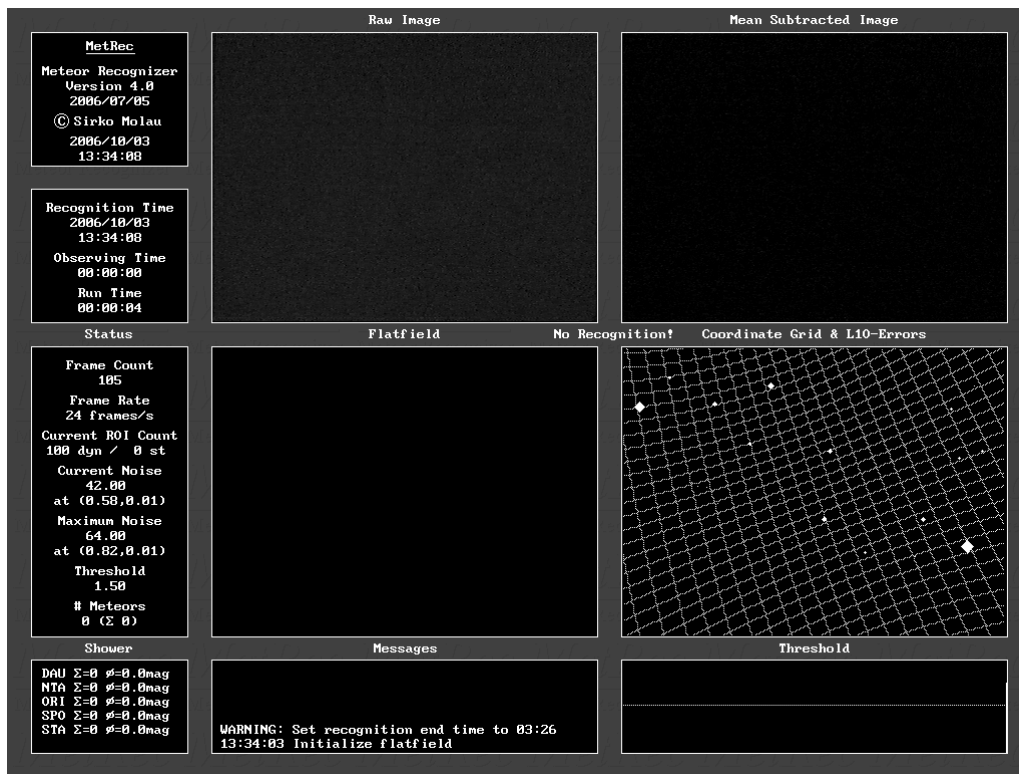 Raw Image
Mean Subtracted Image
MetRec
Meteor Recognizer
Version 4.0
2006/07/05
© Sirko Molau
2006/10/03
13:34:08
Recognition Time
2006/10/03
13:34:08
Observing Time
00:00:00
Run Time
00:00:04
Status
Flatfield
No Recognition!
Coordinate Grid & L10-Errors
Frame Count
105
Frame Rate
24 frames/s
Current ROI Count
100 dyn / 0 st
Current Noise
42.00
at (0.58,0.01)
Maximum Noise
64.00
at (0.82,0.01)
Threshold
1.50
# Meteors
0 (Σ 0)
Shower
Messages
Threshold
DAU Σ=0 ø=0.0mag
NTA Σ=0 ø=0.0mag
ORI Σ=0 ø=0.0mag
SPO Σ=0 ø=0.0mag
STA Σ=0 ø=0.0mag
WARNING: Set recognition end time to 03:26
13:34:03 Initialize flatfield